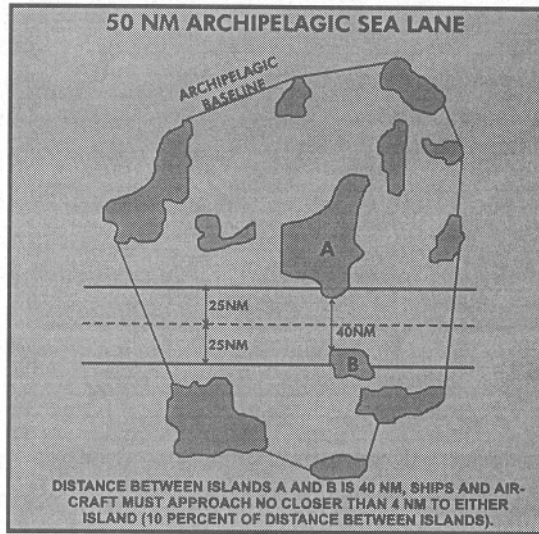 50 NM ARCHIPELAGIC SEA LANE
ARCHIPELAGIC
BASELINE
A
25NM
40NM
25NM
B
DISTANCE BETWEEN ISLANDS A AND B IS 40 NM, SHIPS AND AIR-
CRAFT MUST APPROACH NO CLOSER THAN 4 NM TO EITHER
ISLAND (10 PERCENT OF DISTANCE BETWEEN ISLANDS).